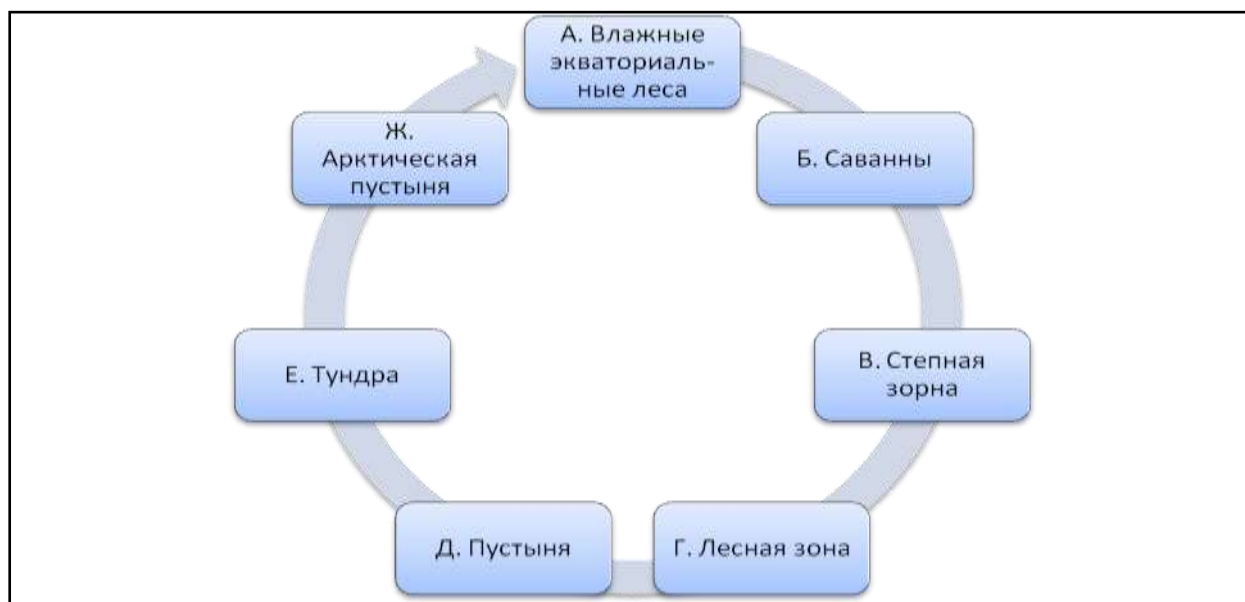 А. Влажные
экваториаль-
ные леса
Б. Саванны
В. Степная
зорна
Г. Лесная зона
Д. Пустыня
Е. Тундра
Ж.
Арктическая
пустыня